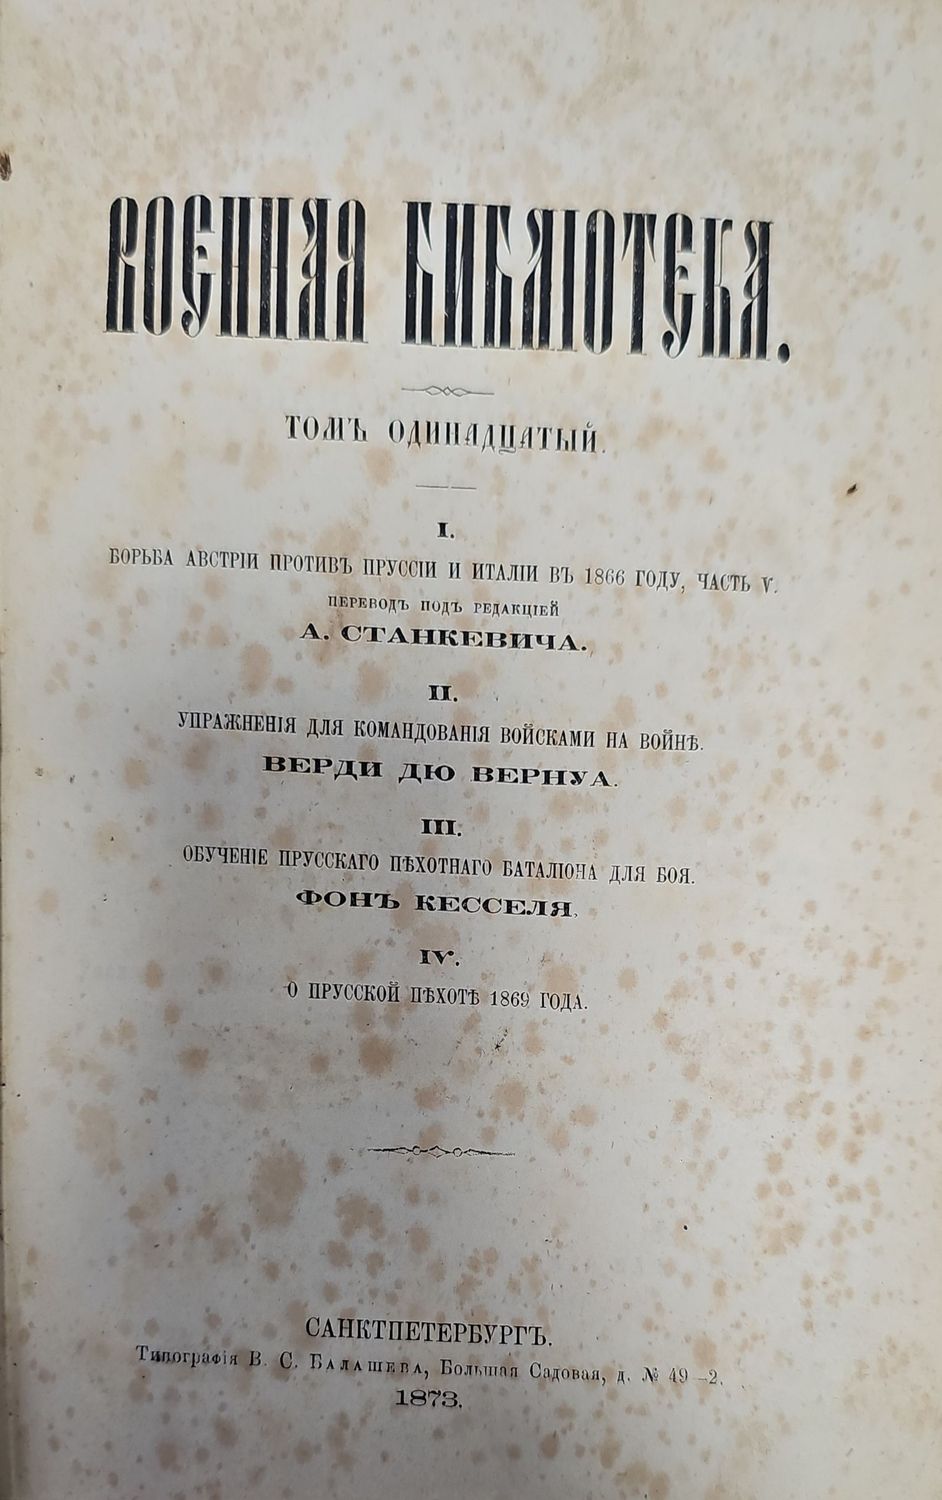 ВОЕННАЯ БИБЛІОТЕКА.
ТОМЪ ОДИНАДЦАТЫЙ.
I.
БОРЬБА АВСТРІИ ПРОТИВЪ ПРУССІИ И ИТАЛІИ ВЪ 1866 ГОДУ, ЧАСТЬ V.
ПЕРЕВОДЪ ПОДЪ РЕДАКЦІЕЙ
А. СТАНКЕВИЧА.
II.
УПРАЖНЕНІЯ ДЛЯ КОМАНДОВАНІЯ ВОЙСКАМИ НА ВОЙНѢ.
ВЕРДИ ДЮ ВЕРНУА.
III.
ОБУЧЕНІЕ ПРУССКАГО ПѢХОТНАГО БАТАЛІОНА ДЛЯ БОЯ.
ФОНЪ КЕССЕЛЯ.
IV.
О ПРУССКОЙ ПѢХОТѢ 1869 ГОДА.
САНКТПЕТЕРБУРГЪ.
Типографія В. С. БАЛАШЕВА, Большая Садовая, д. № 49—2.
1873.